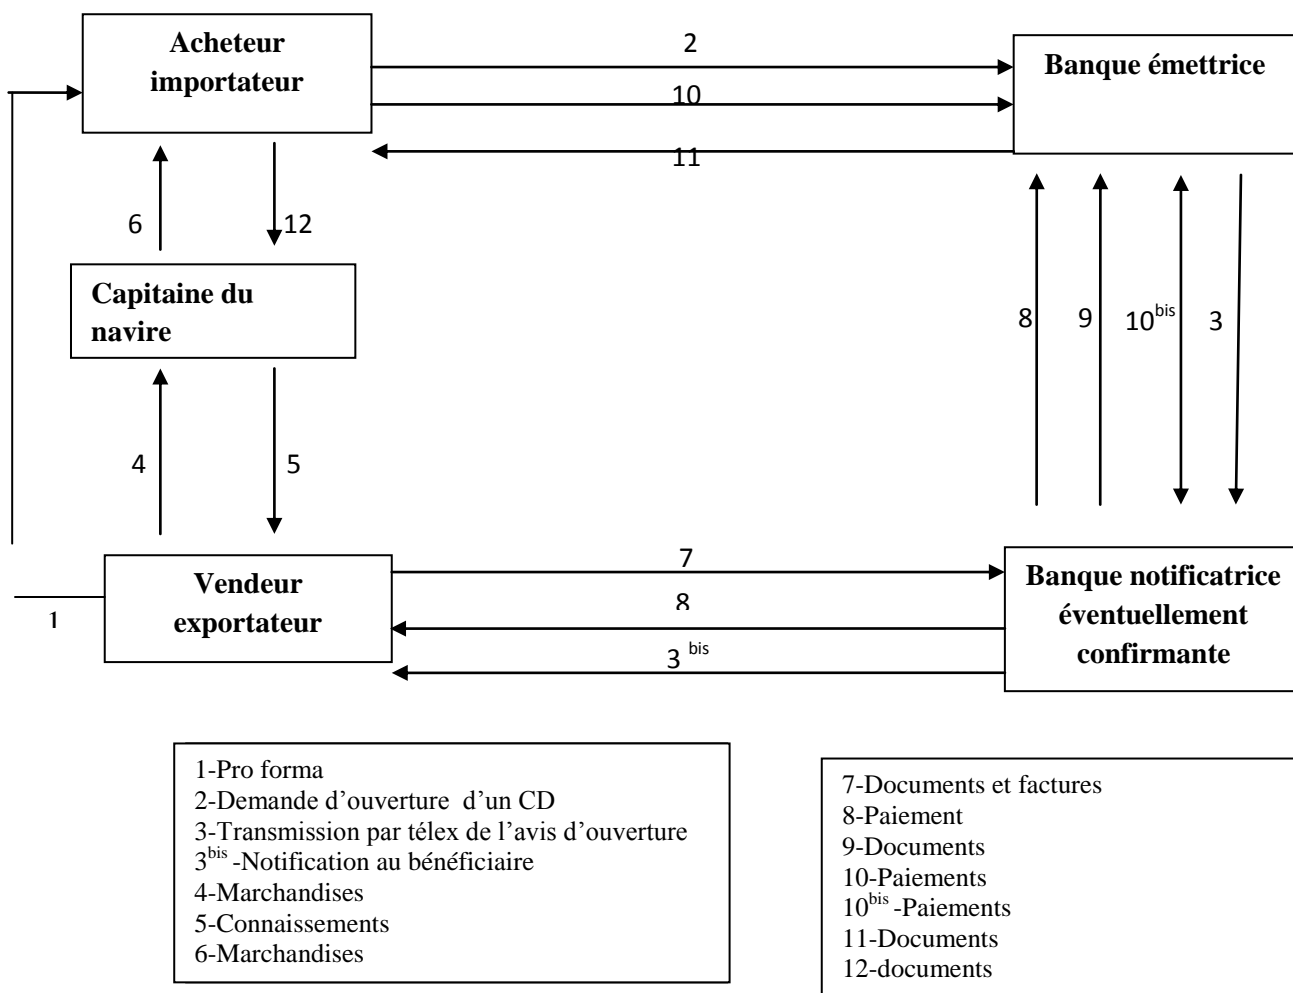 Acheteur
importateur
2
10
11
Banque émettrice
6
12
Capitaine du
navire
8
9
10bis
3
4
5
1
Vendeur
exportateur
7
8
3 bis
Banque notificatrice
éventuellement
confirmante
1-Pro forma
2-Demande d’ouverture d’un CD
3-Transmission par télex de l’avis d’ouverture
3bis -Notification au bénéficiaire
4-Marchandises
5-Connaissements
6-Marchandises
7-Documents et factures
8-Paiement
9-Documents
10-Paiements
10bis -Paiements
11-Documents
12-documents